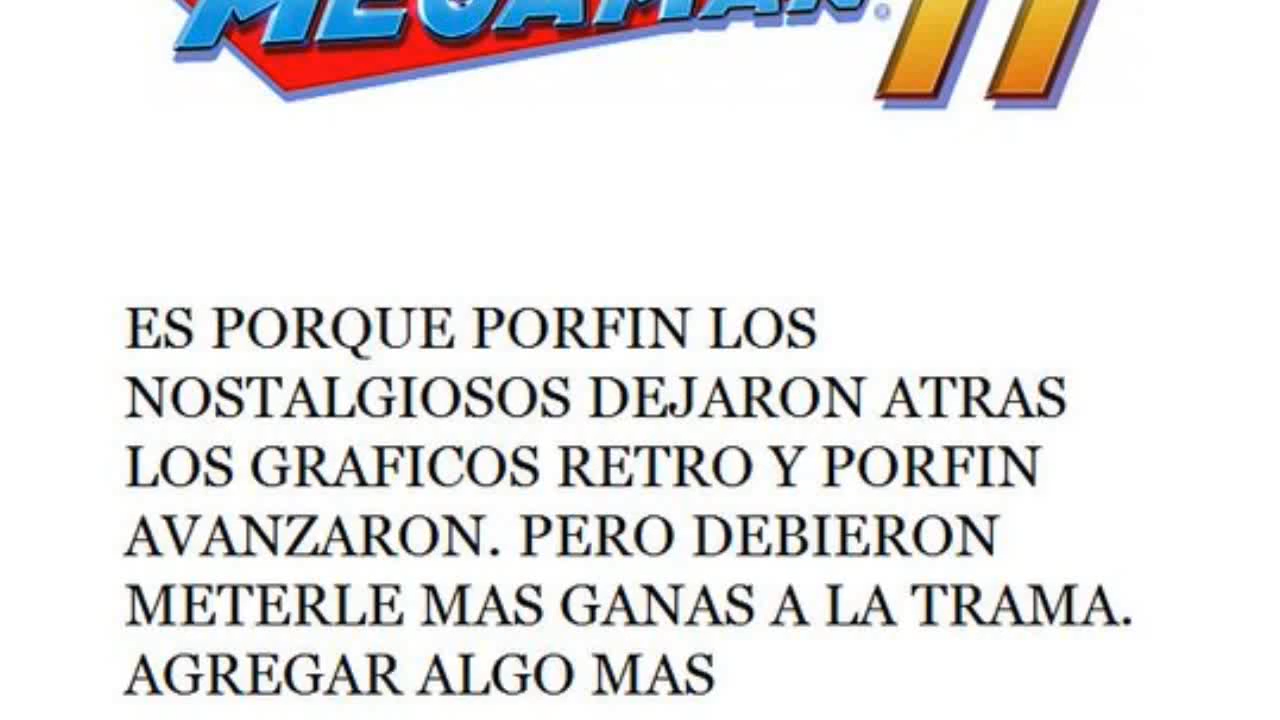 MEGAMAN® 11
ES PORQUE PORFIN LOS
NOSTALGIOSOS DEJARON ATRAS
LOS GRAFICOS RETRO Y PORFIN
AVANZARON. PERO DEBIERON
METERLE MAS GANAS A LA TRAMA.
AGREGAR ALGO MAS